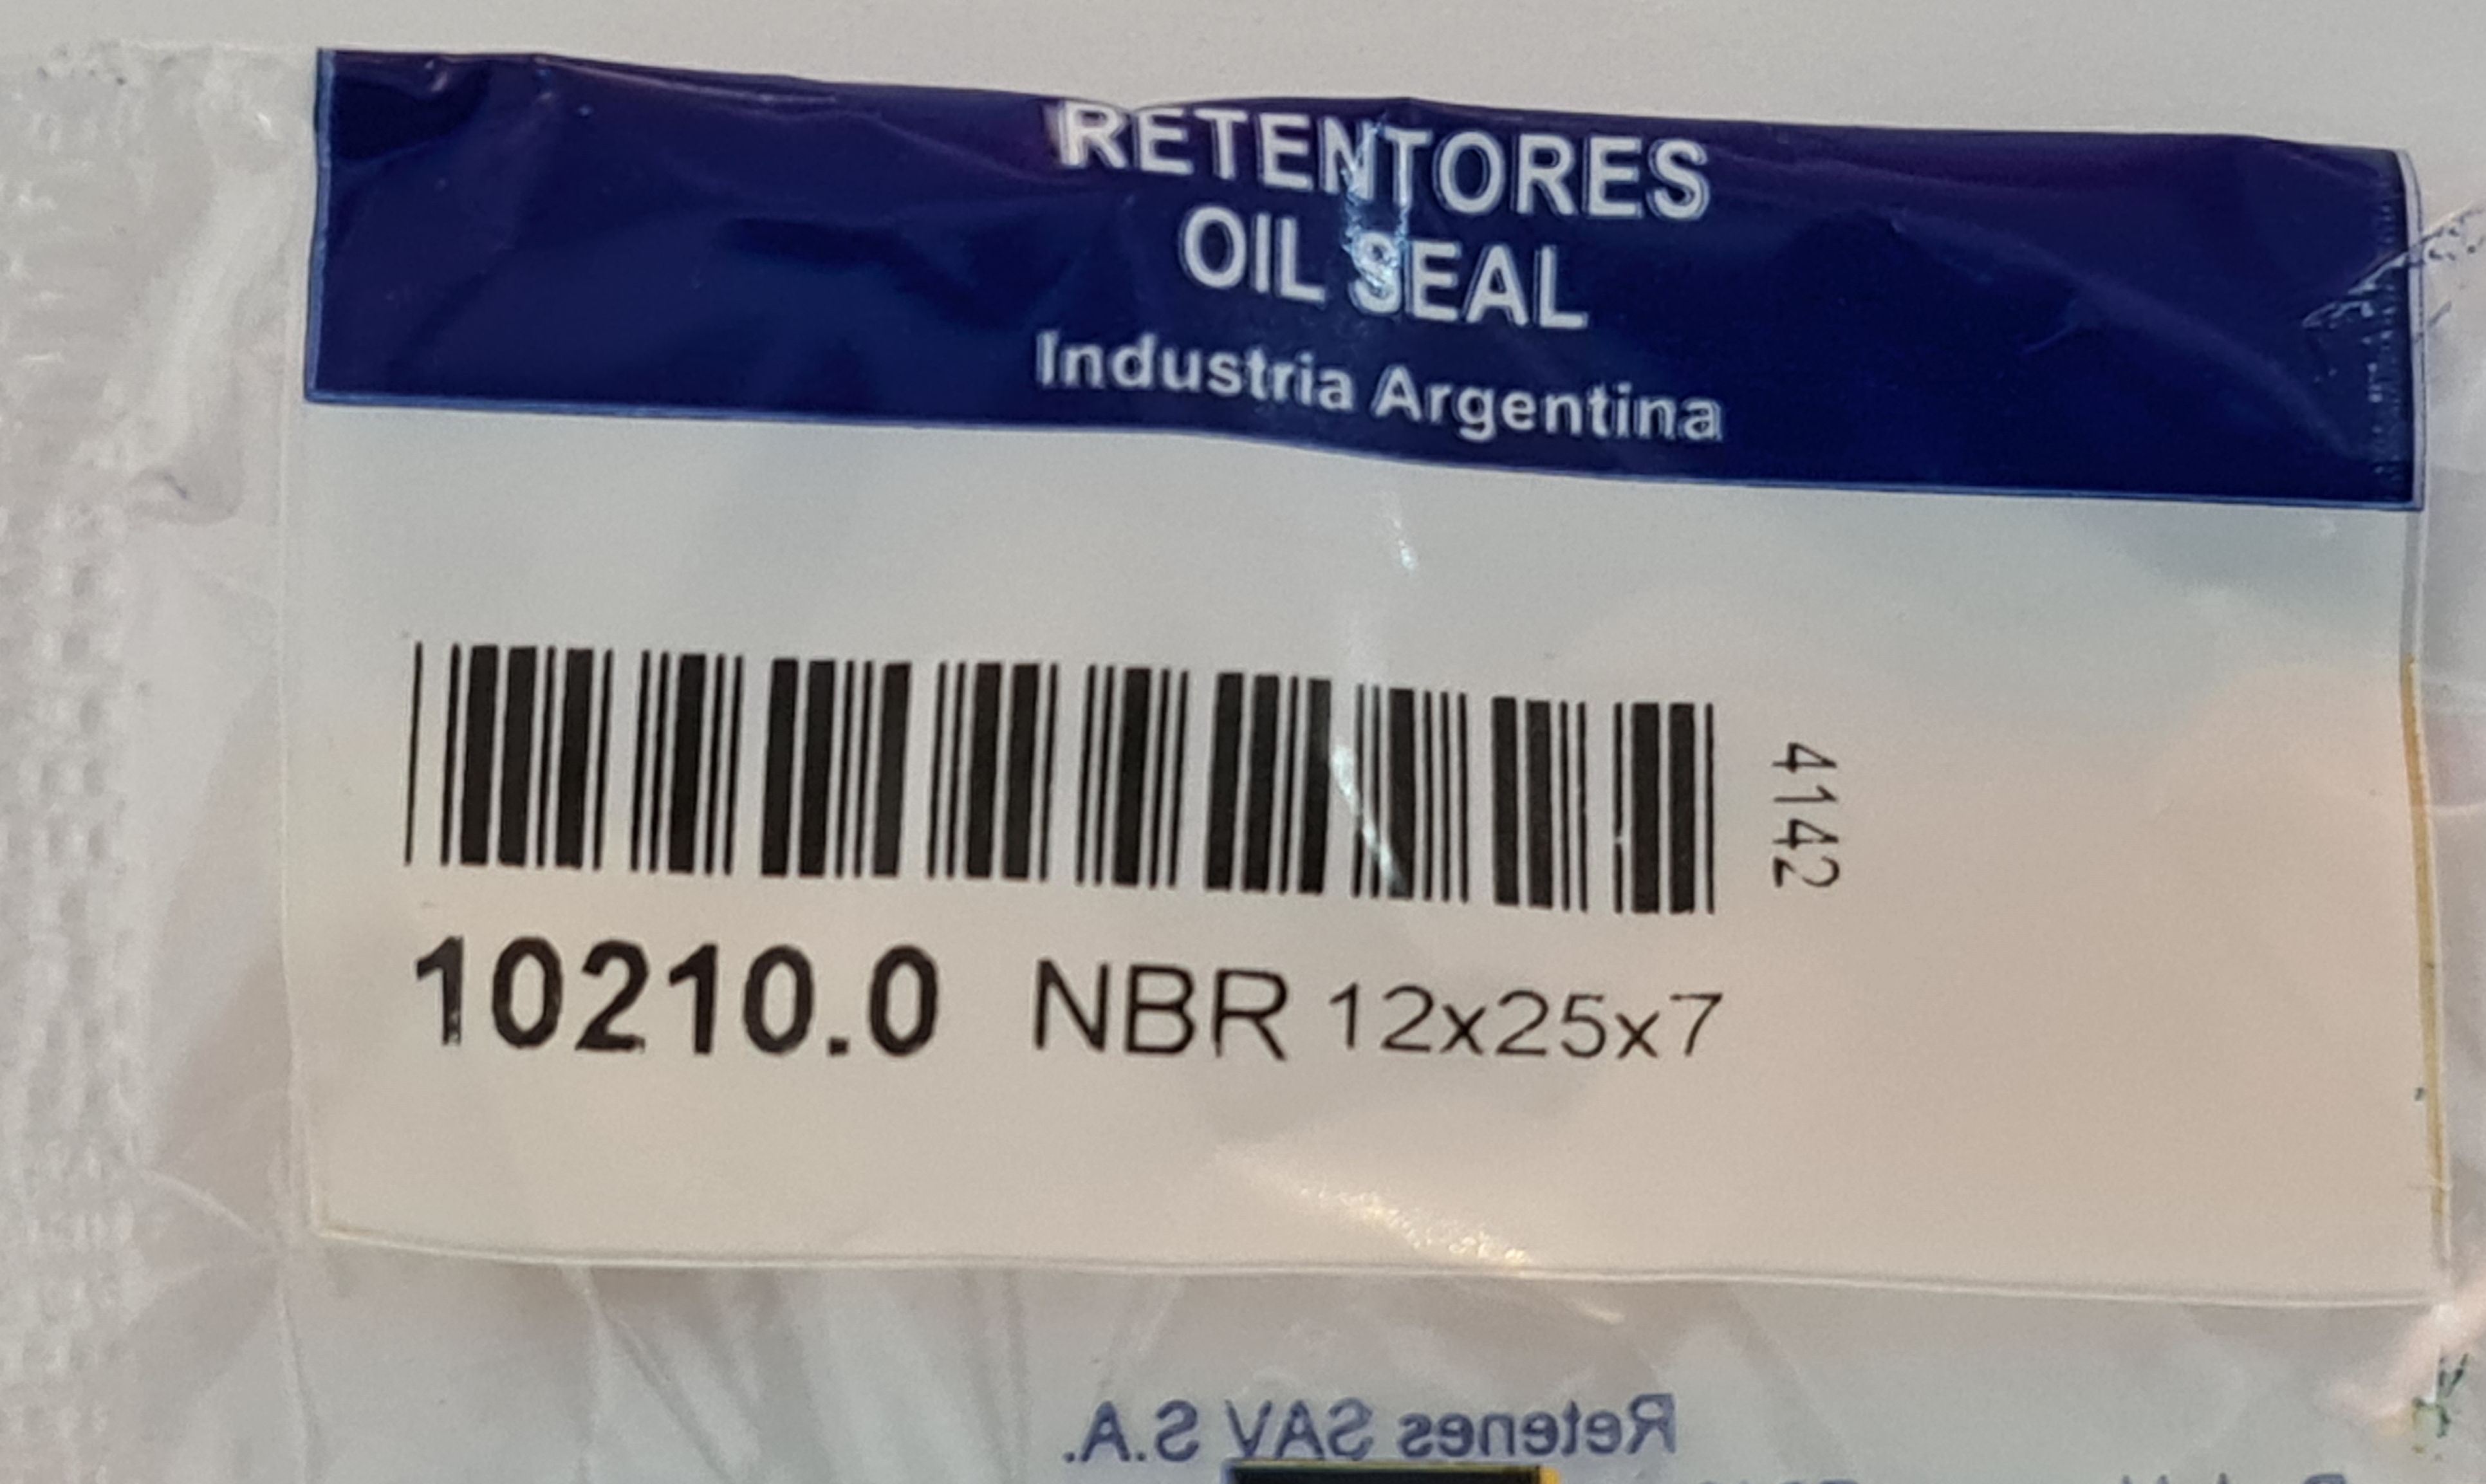 RETENTORES
OIL SEAL
Industria Argentina
4142
10210.0 NBR 12x25x7
Retenes SAV S.A.